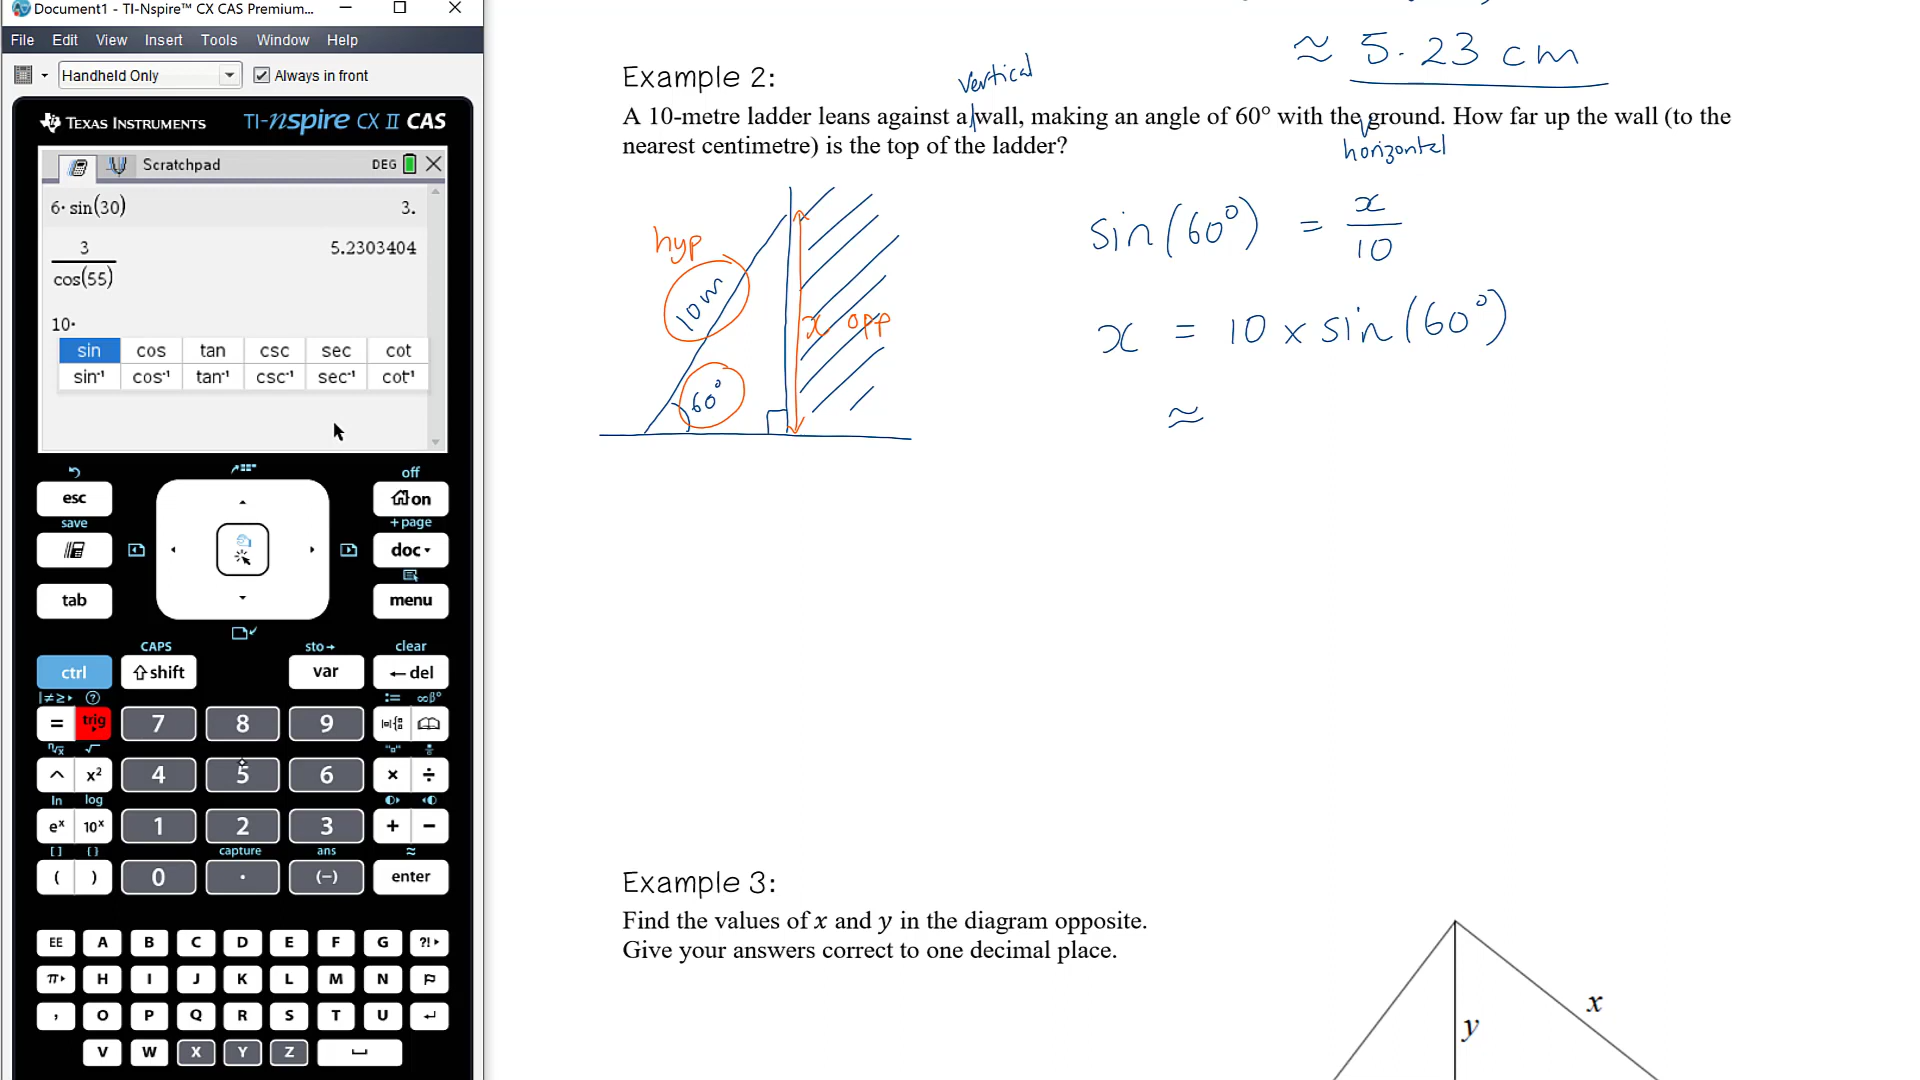 Document1 - TI-Nspire™ CX CAS Premium...
File Edit View Insert Tools Window Help
Handheld Only Always in front
TEXAS INSTRUMENTS TI-nspire CX II CAS
Scratchpad DEG
6·sin(30) 3.
3
cos(55)
5.2303404
10·
sin cos tan csc sec cot
sin⁻¹ cos⁻¹ tan⁻¹ csc⁻¹ sec⁻¹ cot⁻¹
off
esc on
save +page
doc
tab menu
CAPS sto→ clear
ctrl shift var ←del
|≠≥▸ ? := ∞β°
= trig 7 8 9
ⁿ√x √ "▫"
^ x² 4 5 6 × ÷
ln log
eˣ 10ˣ 1 2 3 + −
[ ] { } capture ans ≈
( ) 0 . (−) enter
EE A B C D E F G ?!▸
π▸ H I J K L M N
, O P Q R S T U ↵
V W X Y Z
≈ 5.23 cm
Example 2:
vertical
A 10-metre ladder leans against a wall, making an angle of 60° with the ground. How far up the wall (to the
nearest centimetre) is the top of the ladder?
horizontal
hyp
10m
x opp
60°
sin(60°) = x/10
x = 10 × sin(60°)
≈
Example 3:
Find the values of x and y in the diagram opposite.
Give your answers correct to one decimal place.
x
y